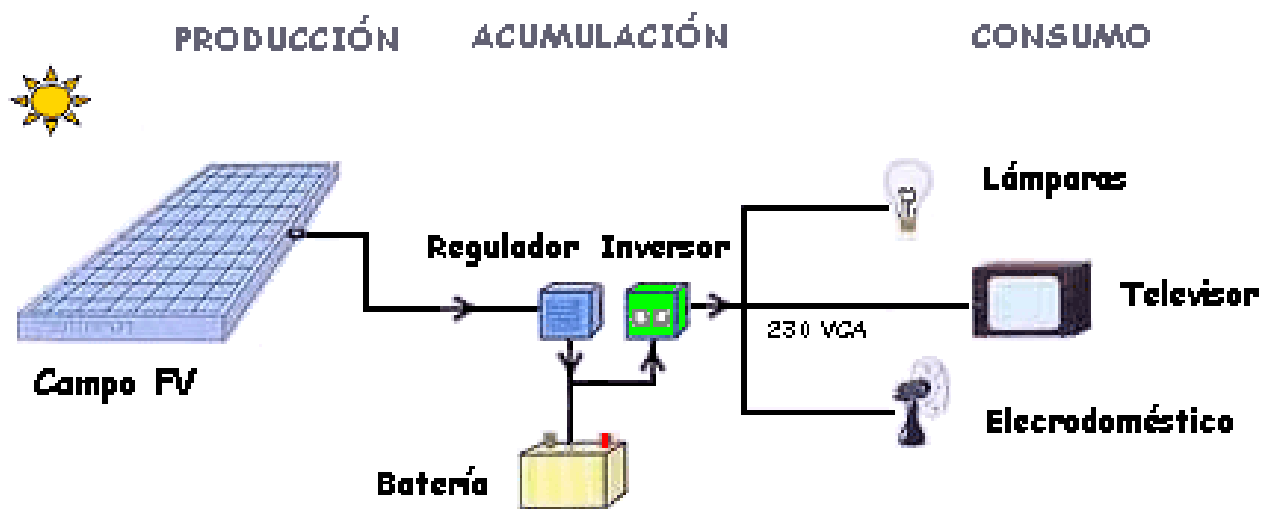 PRODUCCIÓN ACUMULACIÓN CONSUMO
Lámparas
Regulador Inversor
Televisor
230 VCA
Campo FV
Elecrodoméstico
Batería